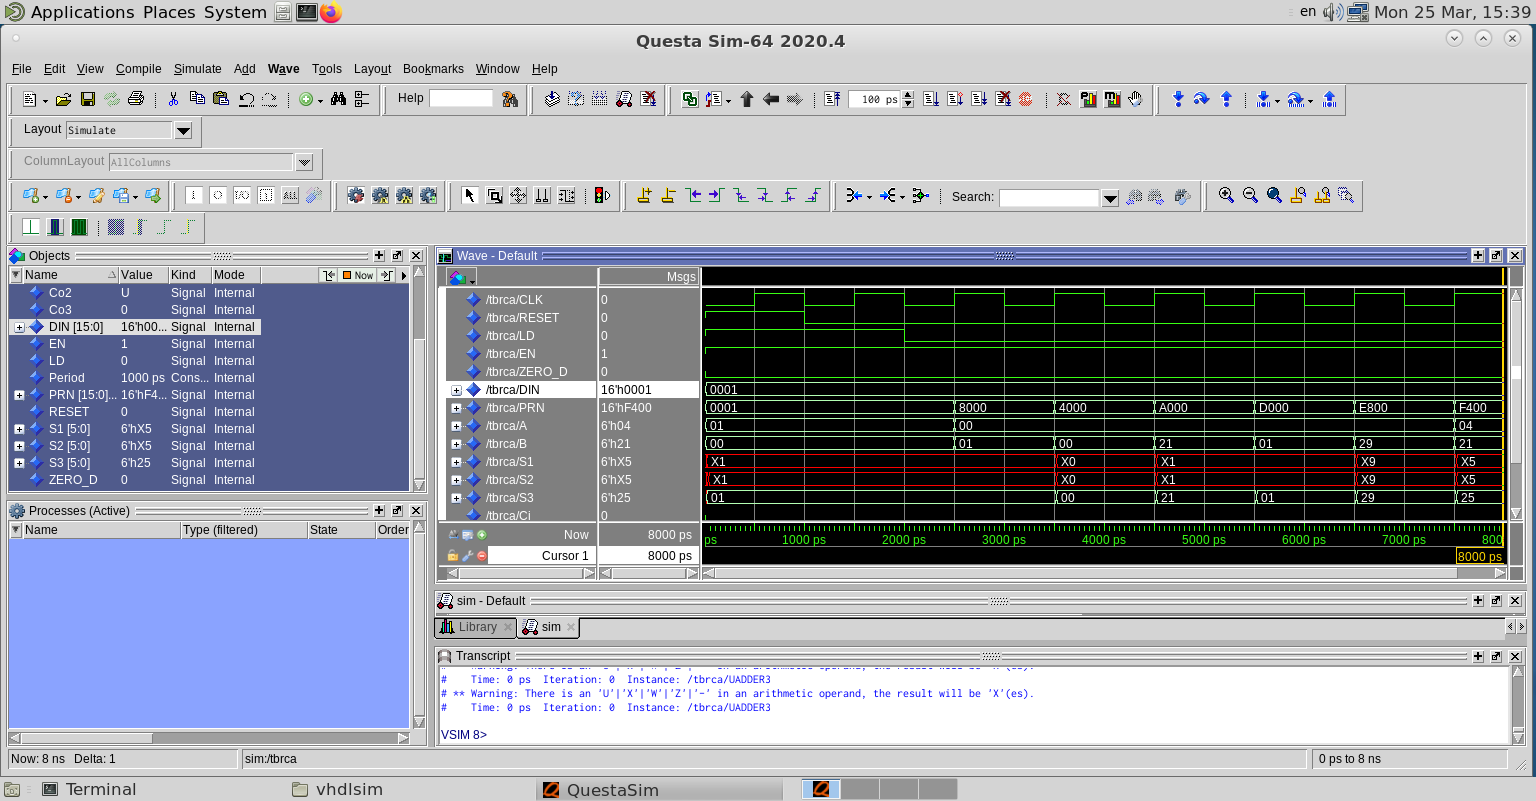 Applications Places System
en Mon 25 Mar, 15:39
Questa Sim-64 2020.4
File Edit View Compile Simulate Add Wave Tools Layout Bookmarks Window Help
Help
100 ps
Layout Simulate
ColumnLayout AllColumns
Search:
Objects
Name Value Kind Mode Now
Co2 U Signal Internal
Co3 0 Signal Internal
DIN [15:0] 16'h00... Signal Internal
EN 1 Signal Internal
LD 0 Signal Internal
Period 1000 ps Cons... Internal
PRN [15:0]... 16'hF4... Signal Internal
RESET 0 Signal Internal
S1 [5:0] 6'hX5 Signal Internal
S2 [5:0] 6'hX5 Signal Internal
S3 [5:0] 6'h25 Signal Internal
ZERO_D 0 Signal Internal
Processes (Active)
Name Type (filtered) State Order
Wave - Default
Msgs
/tbrca/CLK 0
/tbrca/RESET 0
/tbrca/LD 0
/tbrca/EN 1
/tbrca/ZERO_D 0
/tbrca/DIN 16'h0001 0001
/tbrca/PRN 16'hF400 0001 8000 4000 A000 D000 E800 F400
/tbrca/A 6'h04 01 00 04
/tbrca/B 6'h21 00 01 00 21 01 29 21
/tbrca/S1 6'hX5 X1 X0 X1 X9 X5
/tbrca/S2 6'hX5 X1 X0 X1 X9 X5
/tbrca/S3 6'h25 01 00 21 01 29 25
/tbrca/Ci 0
Now 8000 ps ps 1000 ps 2000 ps 3000 ps 4000 ps 5000 ps 6000 ps 7000 ps 800
Cursor 1 8000 ps 8000 ps
sim - Default
Library sim
Transcript
# Time: 0 ps Iteration: 0 Instance: /tbrca/UADDER3
# ** Warning: There is an 'U'|'X'|'W'|'Z'|'-' in an arithmetic operand, the result will be 'X'(es).
# Time: 0 ps Iteration: 0 Instance: /tbrca/UADDER3
VSIM 8>
Now: 8 ns Delta: 1 sim:/tbrca 0 ps to 8 ns
Terminal vhdlsim QuestaSim